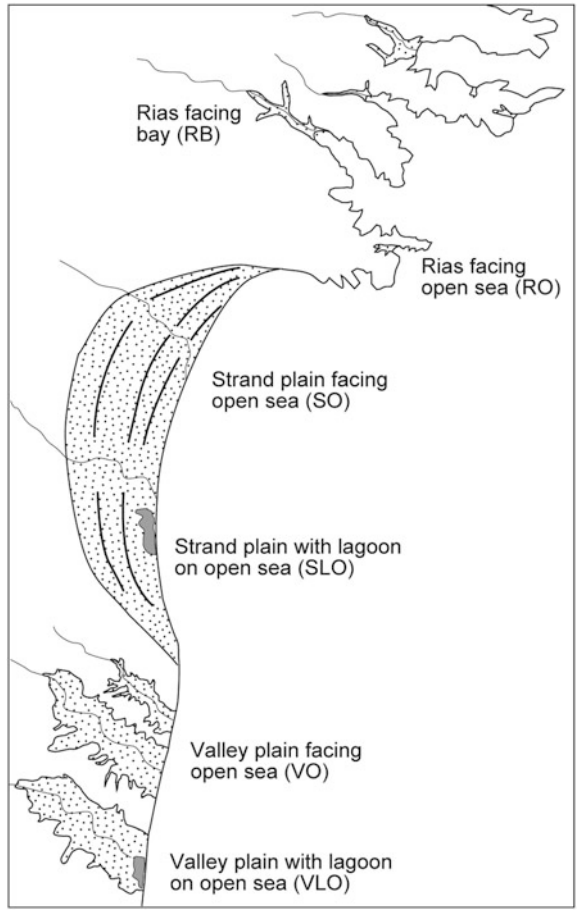 Rias facing
bay (RB)
Rias facing
open sea (RO)
Strand plain facing
open sea (SO)
Strand plain with lagoon
on open sea (SLO)
Valley plain facing
open sea (VO)
Valley plain with lagoon
on open sea (VLO)